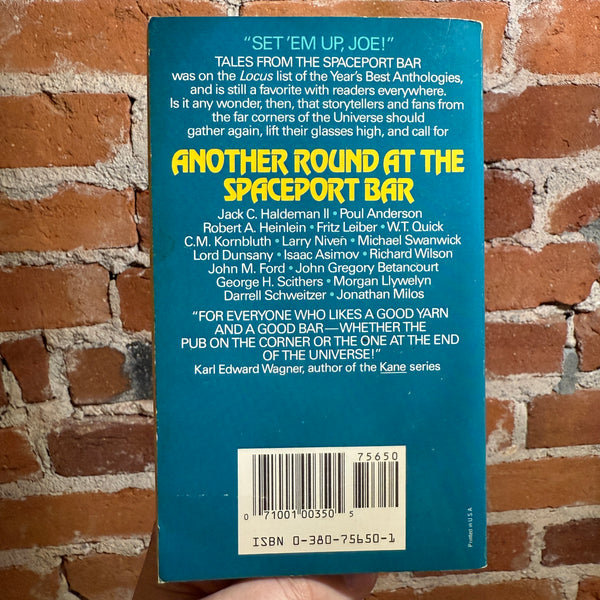 "SET 'EM UP, JOE!"
TALES FROM THE SPACEPORT BAR
was on the Locus list of the Year's Best Anthologies,
and is still a favorite with readers everywhere.
Is it any wonder, then, that storytellers and fans from
the far corners of the Universe should
gather again, lift their glasses high, and call for
ANOTHER ROUND AT THE
SPACEPORT BAR
Jack C. Haldeman II • Poul Anderson
Robert A. Heinlein • Fritz Leiber • W.T. Quick
C.M. Kornbluth • Larry Niven • Michael Swanwick
Lord Dunsany • Isaac Asimov • Richard Wilson
John M. Ford • John Gregory Betancourt
George H. Scithers • Morgan Llywelyn
Darrell Schweitzer • Jonathan Milos
"FOR EVERYONE WHO LIKES A GOOD YARN
AND A GOOD BAR—WHETHER THE
PUB ON THE CORNER OR THE ONE AT THE END
OF THE UNIVERSE!"
Karl Edward Wagner, author of the Kane series
75650
0 71001 00350 5
ISBN 0-380-75650-1
Printed in U.S.A.